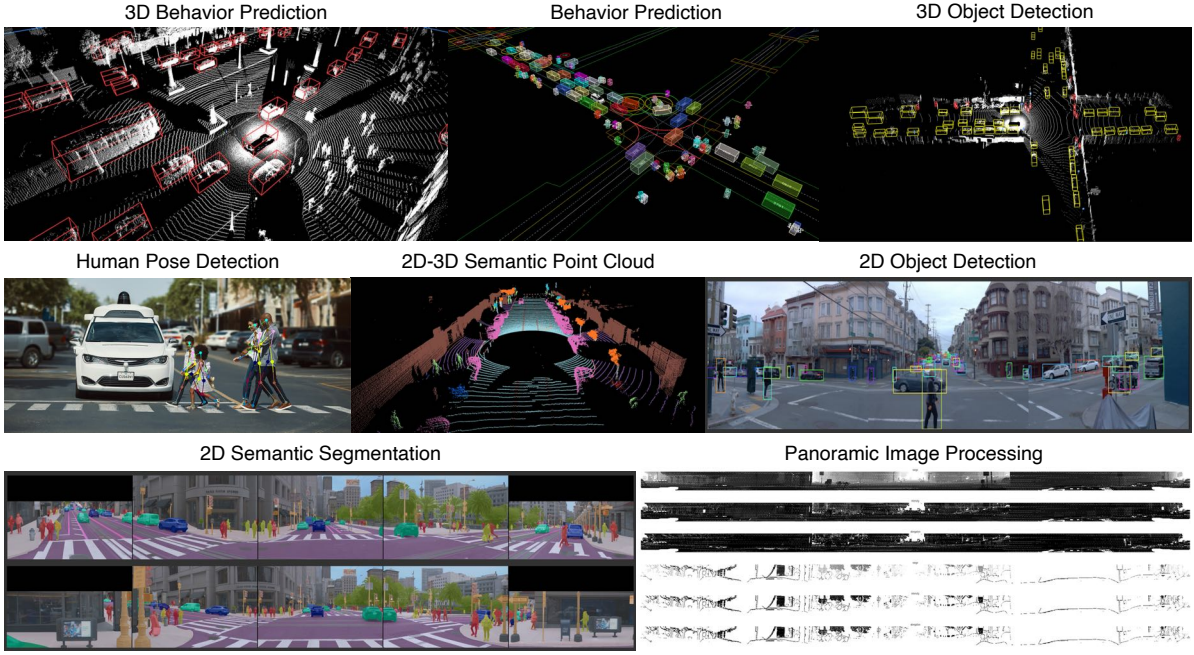 3D Behavior Prediction
Behavior Prediction
3D Object Detection
Human Pose Detection
2D-3D Semantic Point Cloud
2D Object Detection
2D Semantic Segmentation
Panoramic Image Processing